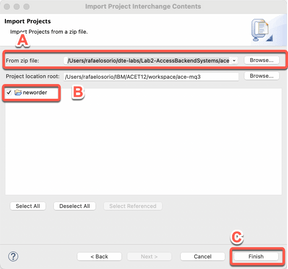 Import Project Interchange Contents
Import Projects
Import Projects from a zip file.
A
From zip file: /Users/rafaelosorio/dte-labs/Lab2-AccessBackendSystems/ace Browse...
Project location root: /Users/rafaelosorio/IBM/ACET12/workspace/ace-mq3 Browse...
neworder
B
Select All Deselect All Select Referenced
C
? < Back Next > Cancel Finish